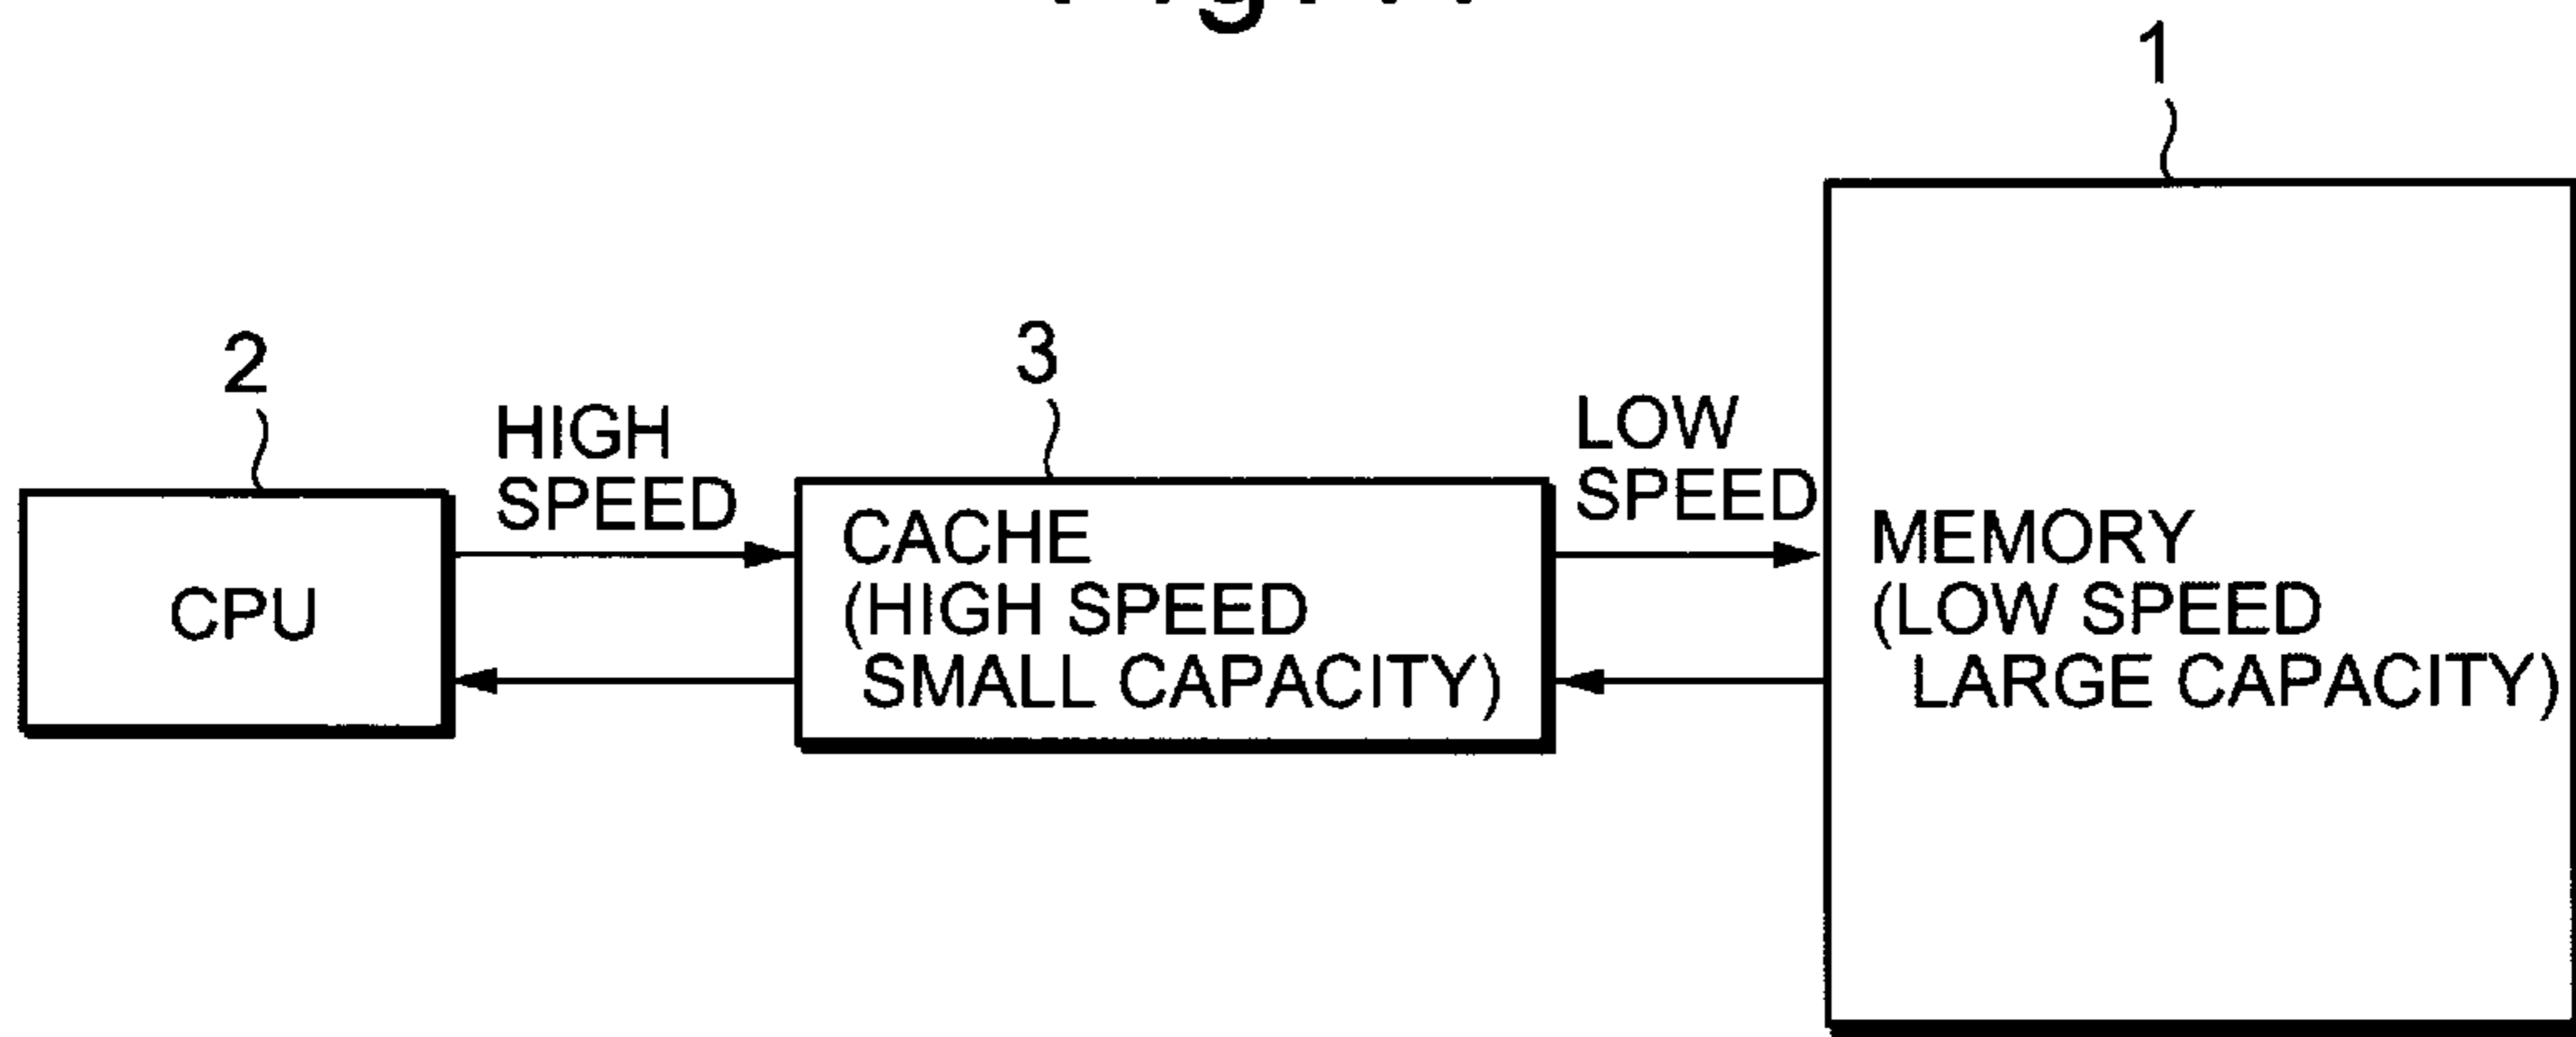 1
2
3
HIGH
SPEED
LOW
SPEED
CPU
CACHE
(HIGH SPEED
SMALL CAPACITY)
MEMORY
(LOW SPEED
LARGE CAPACITY)